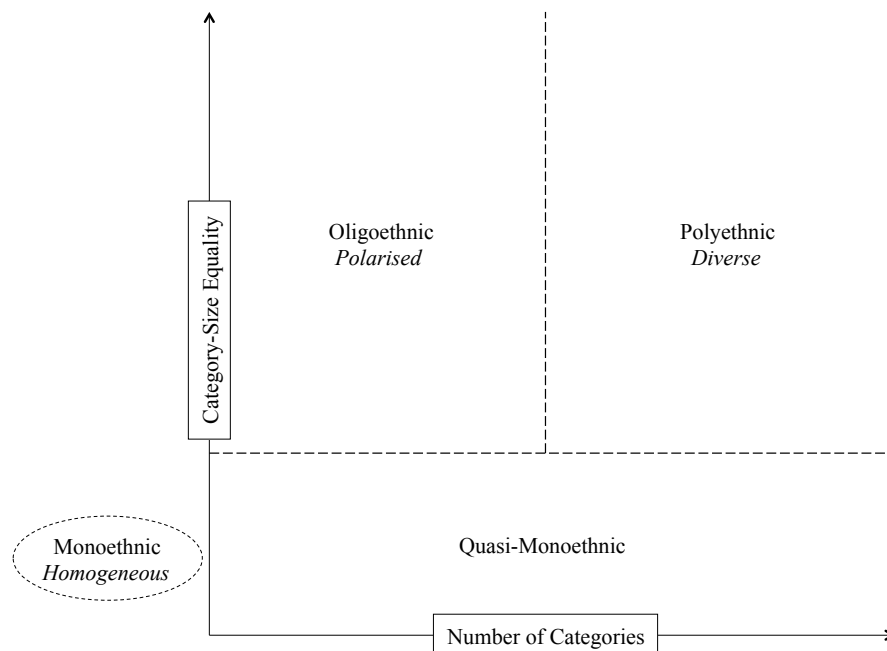 Oligoethnic
Polarised
Polyethnic
Diverse
Category-Size Equality
Monoethnic
Homogeneous
Quasi-Monoethnic
Number of Categories